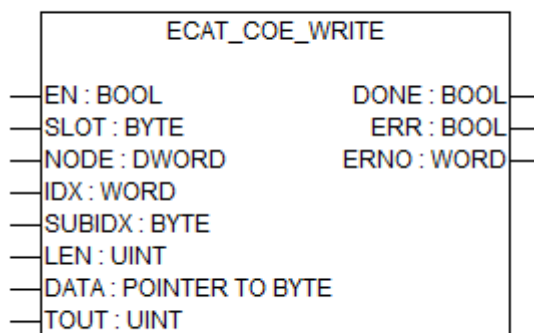 ECAT_COE_WRITE
EN : BOOL DONE : BOOL
SLOT : BYTE ERR : BOOL
NODE : DWORD ERNO : WORD
IDX : WORD
SUBIDX : BYTE
LEN : UINT
DATA : POINTER TO BYTE
TOUT : UINT